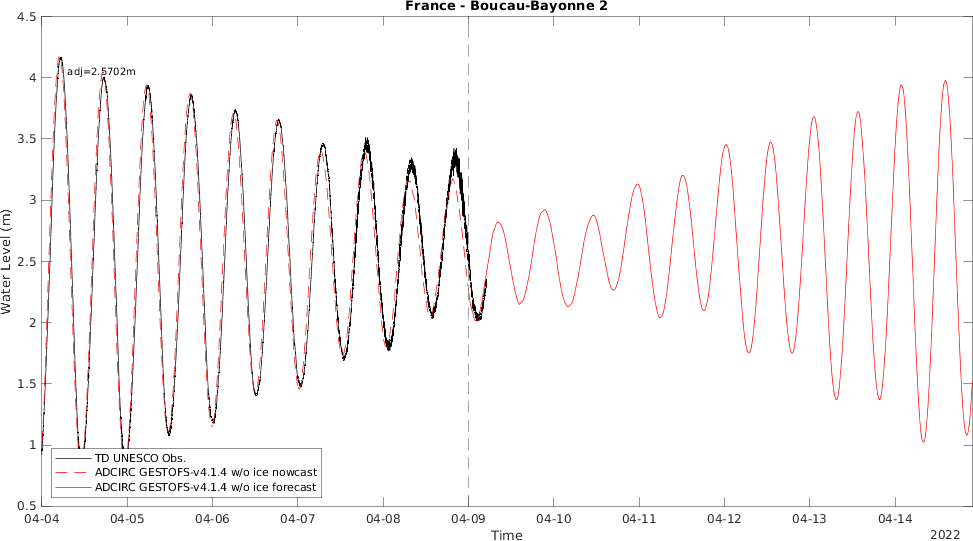 France - Boucau-Bayonne 2
4.5
4
3.5
3
2.5
2
1.5
1
0.5
Water Level (m)
adj=2.5702m
TD UNESCO Obs.
ADCIRC GESTOFS-v4.1.4 w/o ice nowcast
ADCIRC GESTOFS-v4.1.4 w/o ice forecast
04-04 04-05 04-06 04-07 04-08 04-09 04-10 04-11 04-12 04-13 04-14
Time
2022